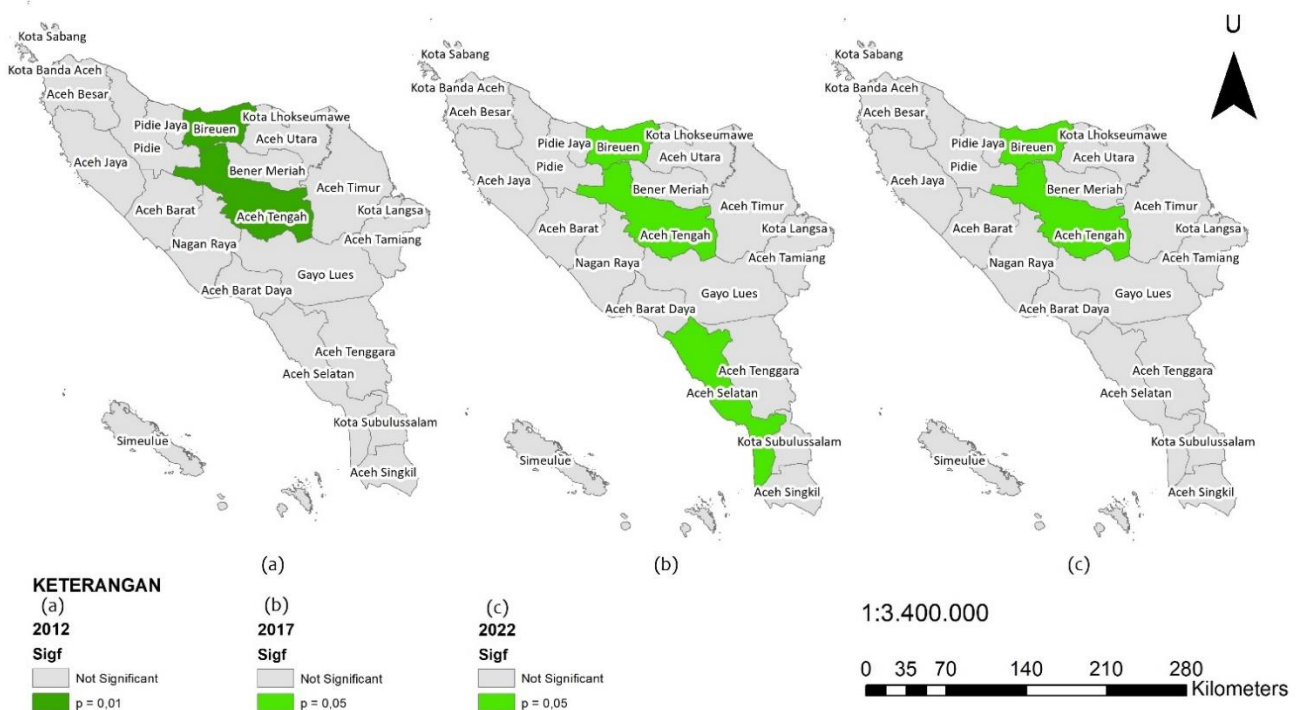 U
Kota Sabang
Kota Banda Aceh
Aceh Besar
Pidie Jaya
Bireuen
Kota Lhokseumawe
Aceh Utara
Pidie
Aceh Jaya
Bener Meriah
Aceh Timur
Aceh Barat
Aceh Tengah
Kota Langsa
Nagan Raya
Aceh Tamiang
Gayo Lues
Aceh Barat Daya
Aceh Tenggara
Aceh Selatan
Kota Subulussalam
Simeulue
Aceh Singkil
(a)
Kota Sabang
Kota Banda Aceh
Aceh Besar
Pidie Jaya
Bireuen
Kota Lhokseumawe
Aceh Utara
Pidie
Aceh Jaya
Bener Meriah
Aceh Timur
Aceh Barat
Aceh Tengah
Kota Langsa
Nagan Raya
Aceh Tamiang
Gayo Lues
Aceh Barat Daya
Aceh Tenggara
Aceh Selatan
Kota Subulussalam
Simeulue
Aceh Singkil
(b)
Kota Sabang
Kota Banda Aceh
Aceh Besar
Pidie Jaya
Bireuen
Kota Lhokseumawe
Aceh Utara
Pidie
Aceh Jaya
Bener Meriah
Aceh Timur
Aceh Barat
Aceh Tengah
Kota Langsa
Nagan Raya
Aceh Tamiang
Gayo Lues
Aceh Barat Daya
Aceh Tenggara
Aceh Selatan
Kota Subulussalam
Simeulue
Aceh Singkil
(c)
KETERANGAN
(a)
2012
Sigf
Not Significant
p = 0,01
(b)
2017
Sigf
Not Significant
p = 0,05
(c)
2022
Sigf
Not Significant
p = 0,05
1:3.400.000
0 35 70 140 210 280
Kilometers